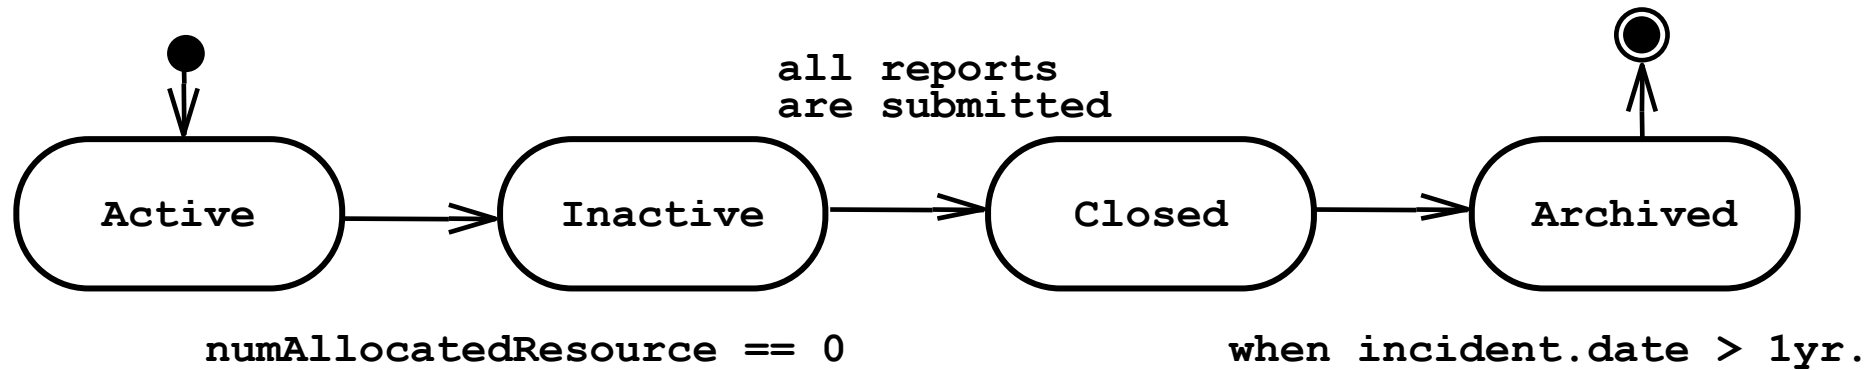 all reports
are submitted
Active
Inactive
Closed
Archived
numAllocatedResource == 0
when incident.date > 1yr.